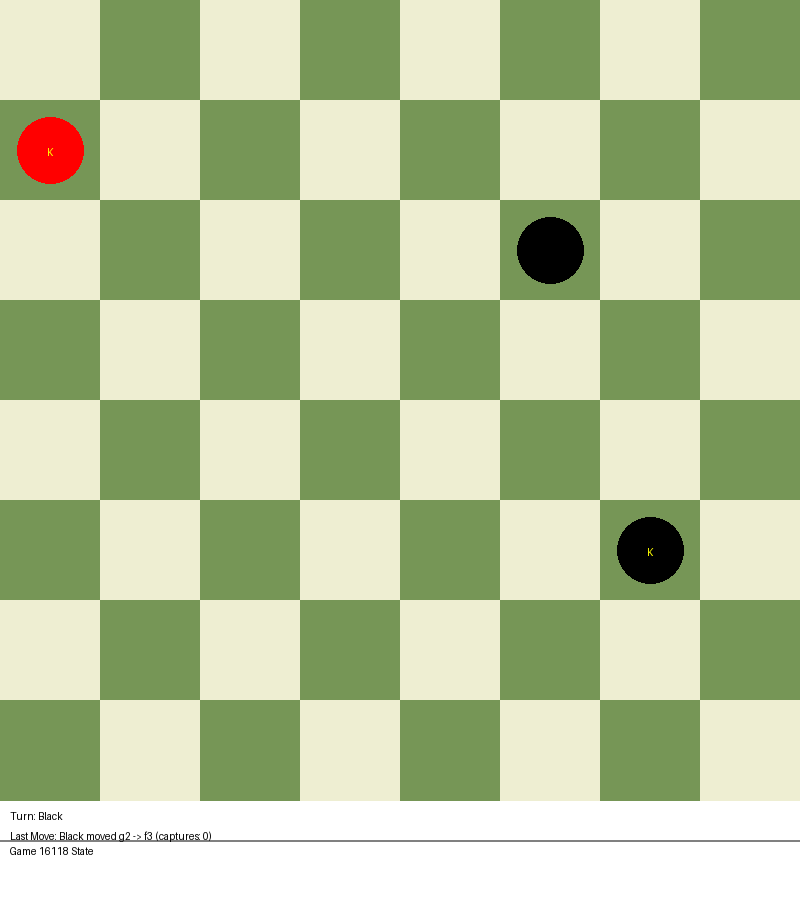 K
K
Turn: Black
Last Move: Black moved g2 -> f3 (captures: 0)
Game 16118 State